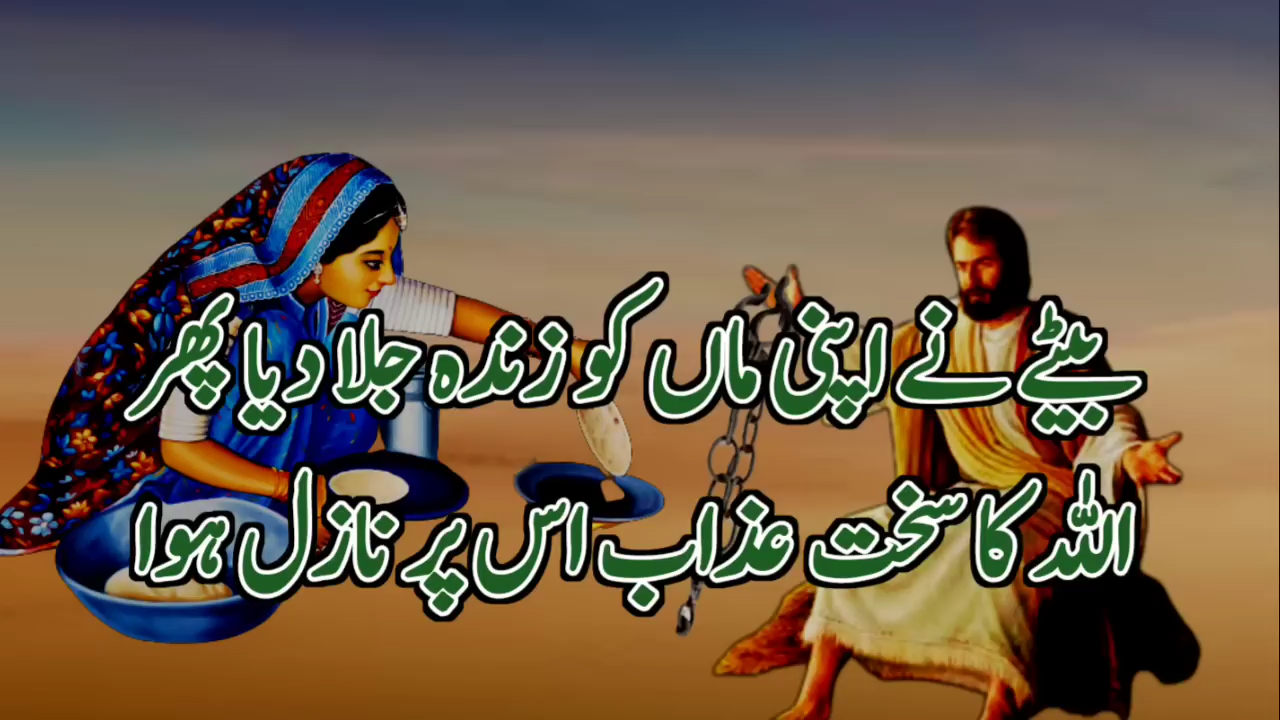 بیٹے نے اپنی ماں کو زندہ جلا دیا پھر
اللہ کا سخت عذاب اس پر نازل ہوا